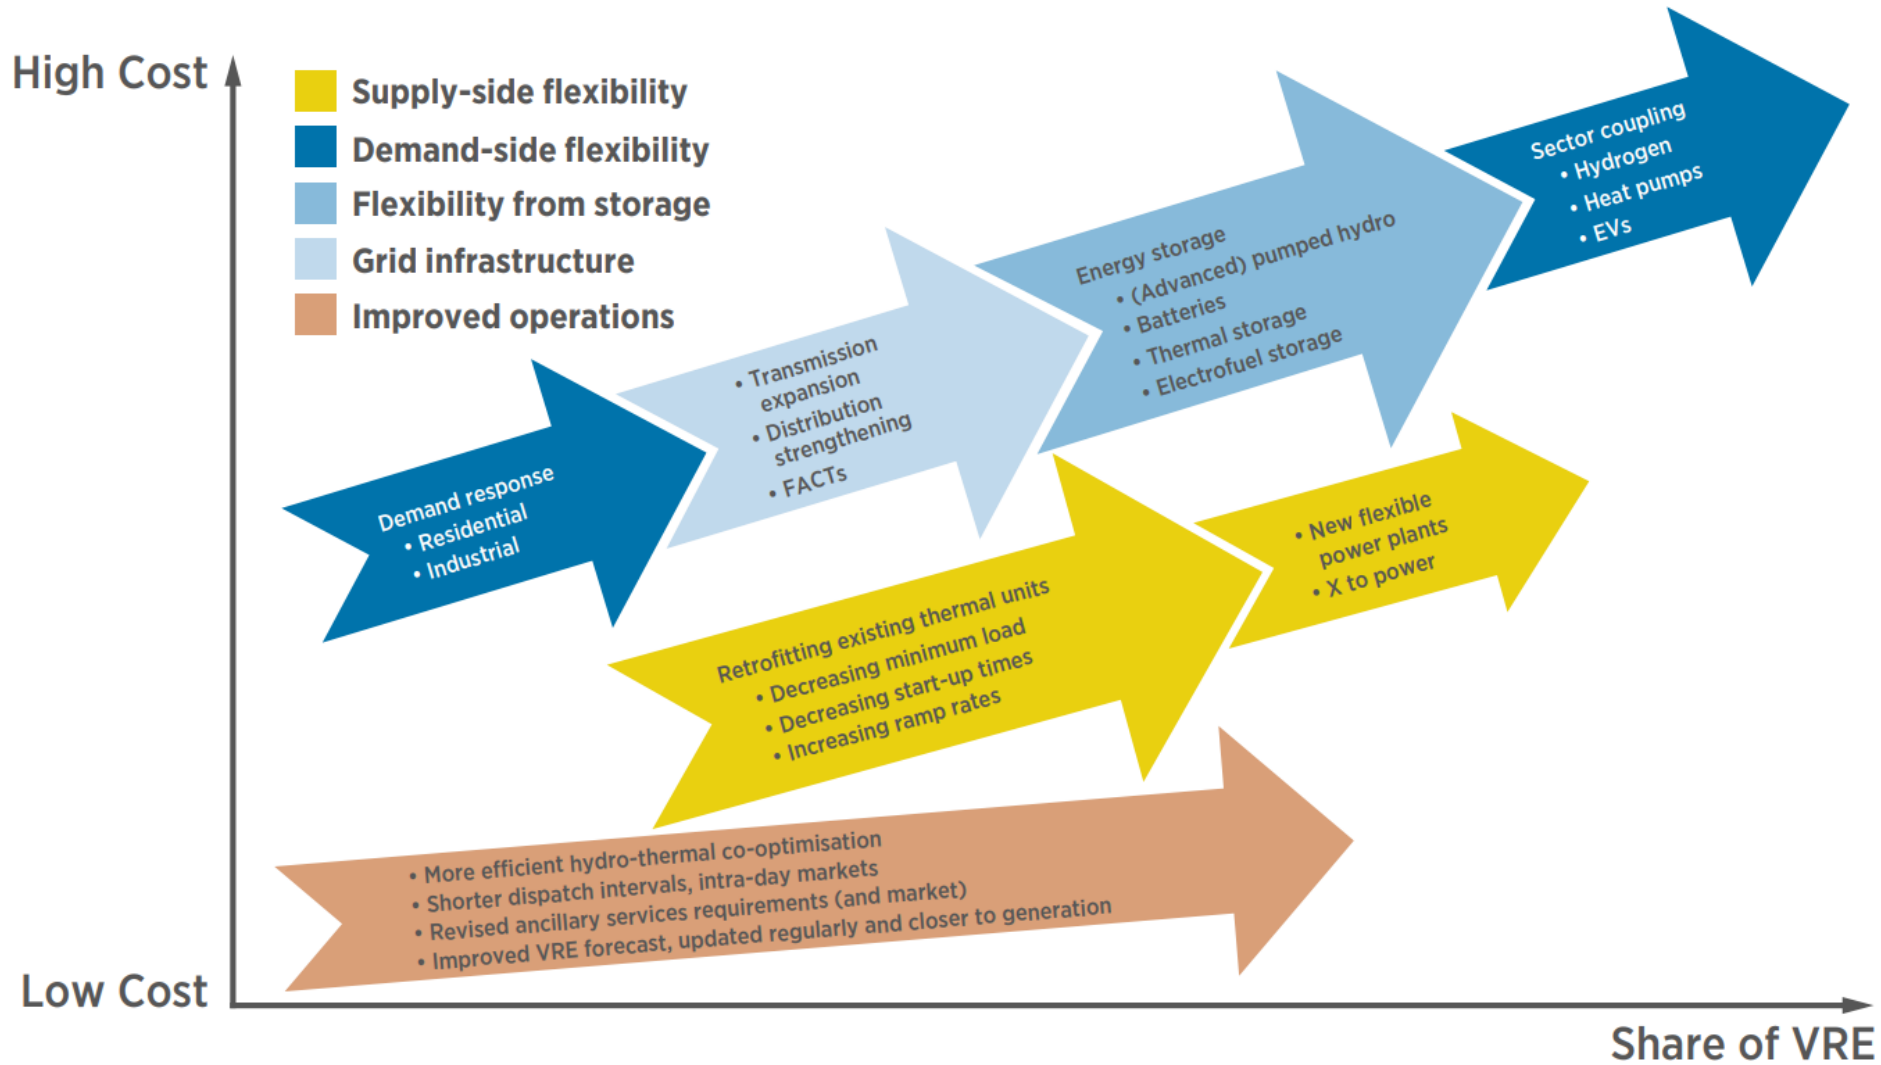 High Cost
Supply-side flexibility
Demand-side flexibility
Flexibility from storage
Grid infrastructure
Improved operations
Sector coupling
• Hydrogen
• Heat pumps
• EVs
Energy storage
• (Advanced) pumped hydro
• Batteries
• Thermal storage
• Electrofuel storage
• Transmission
expansion
• Distribution
strengthening
• FACTs
Demand response
• Residential
• Industrial
• New flexible
power plants
• X to power
Retrofitting existing thermal units
• Decreasing minimum load
• Decreasing start-up times
• Increasing ramp rates
• More efficient hydro-thermal co-optimisation
• Shorter dispatch intervals, intra-day markets
• Revised ancillary services requirements (and market)
• Improved VRE forecast, updated regularly and closer to generation
Low Cost
Share of VRE